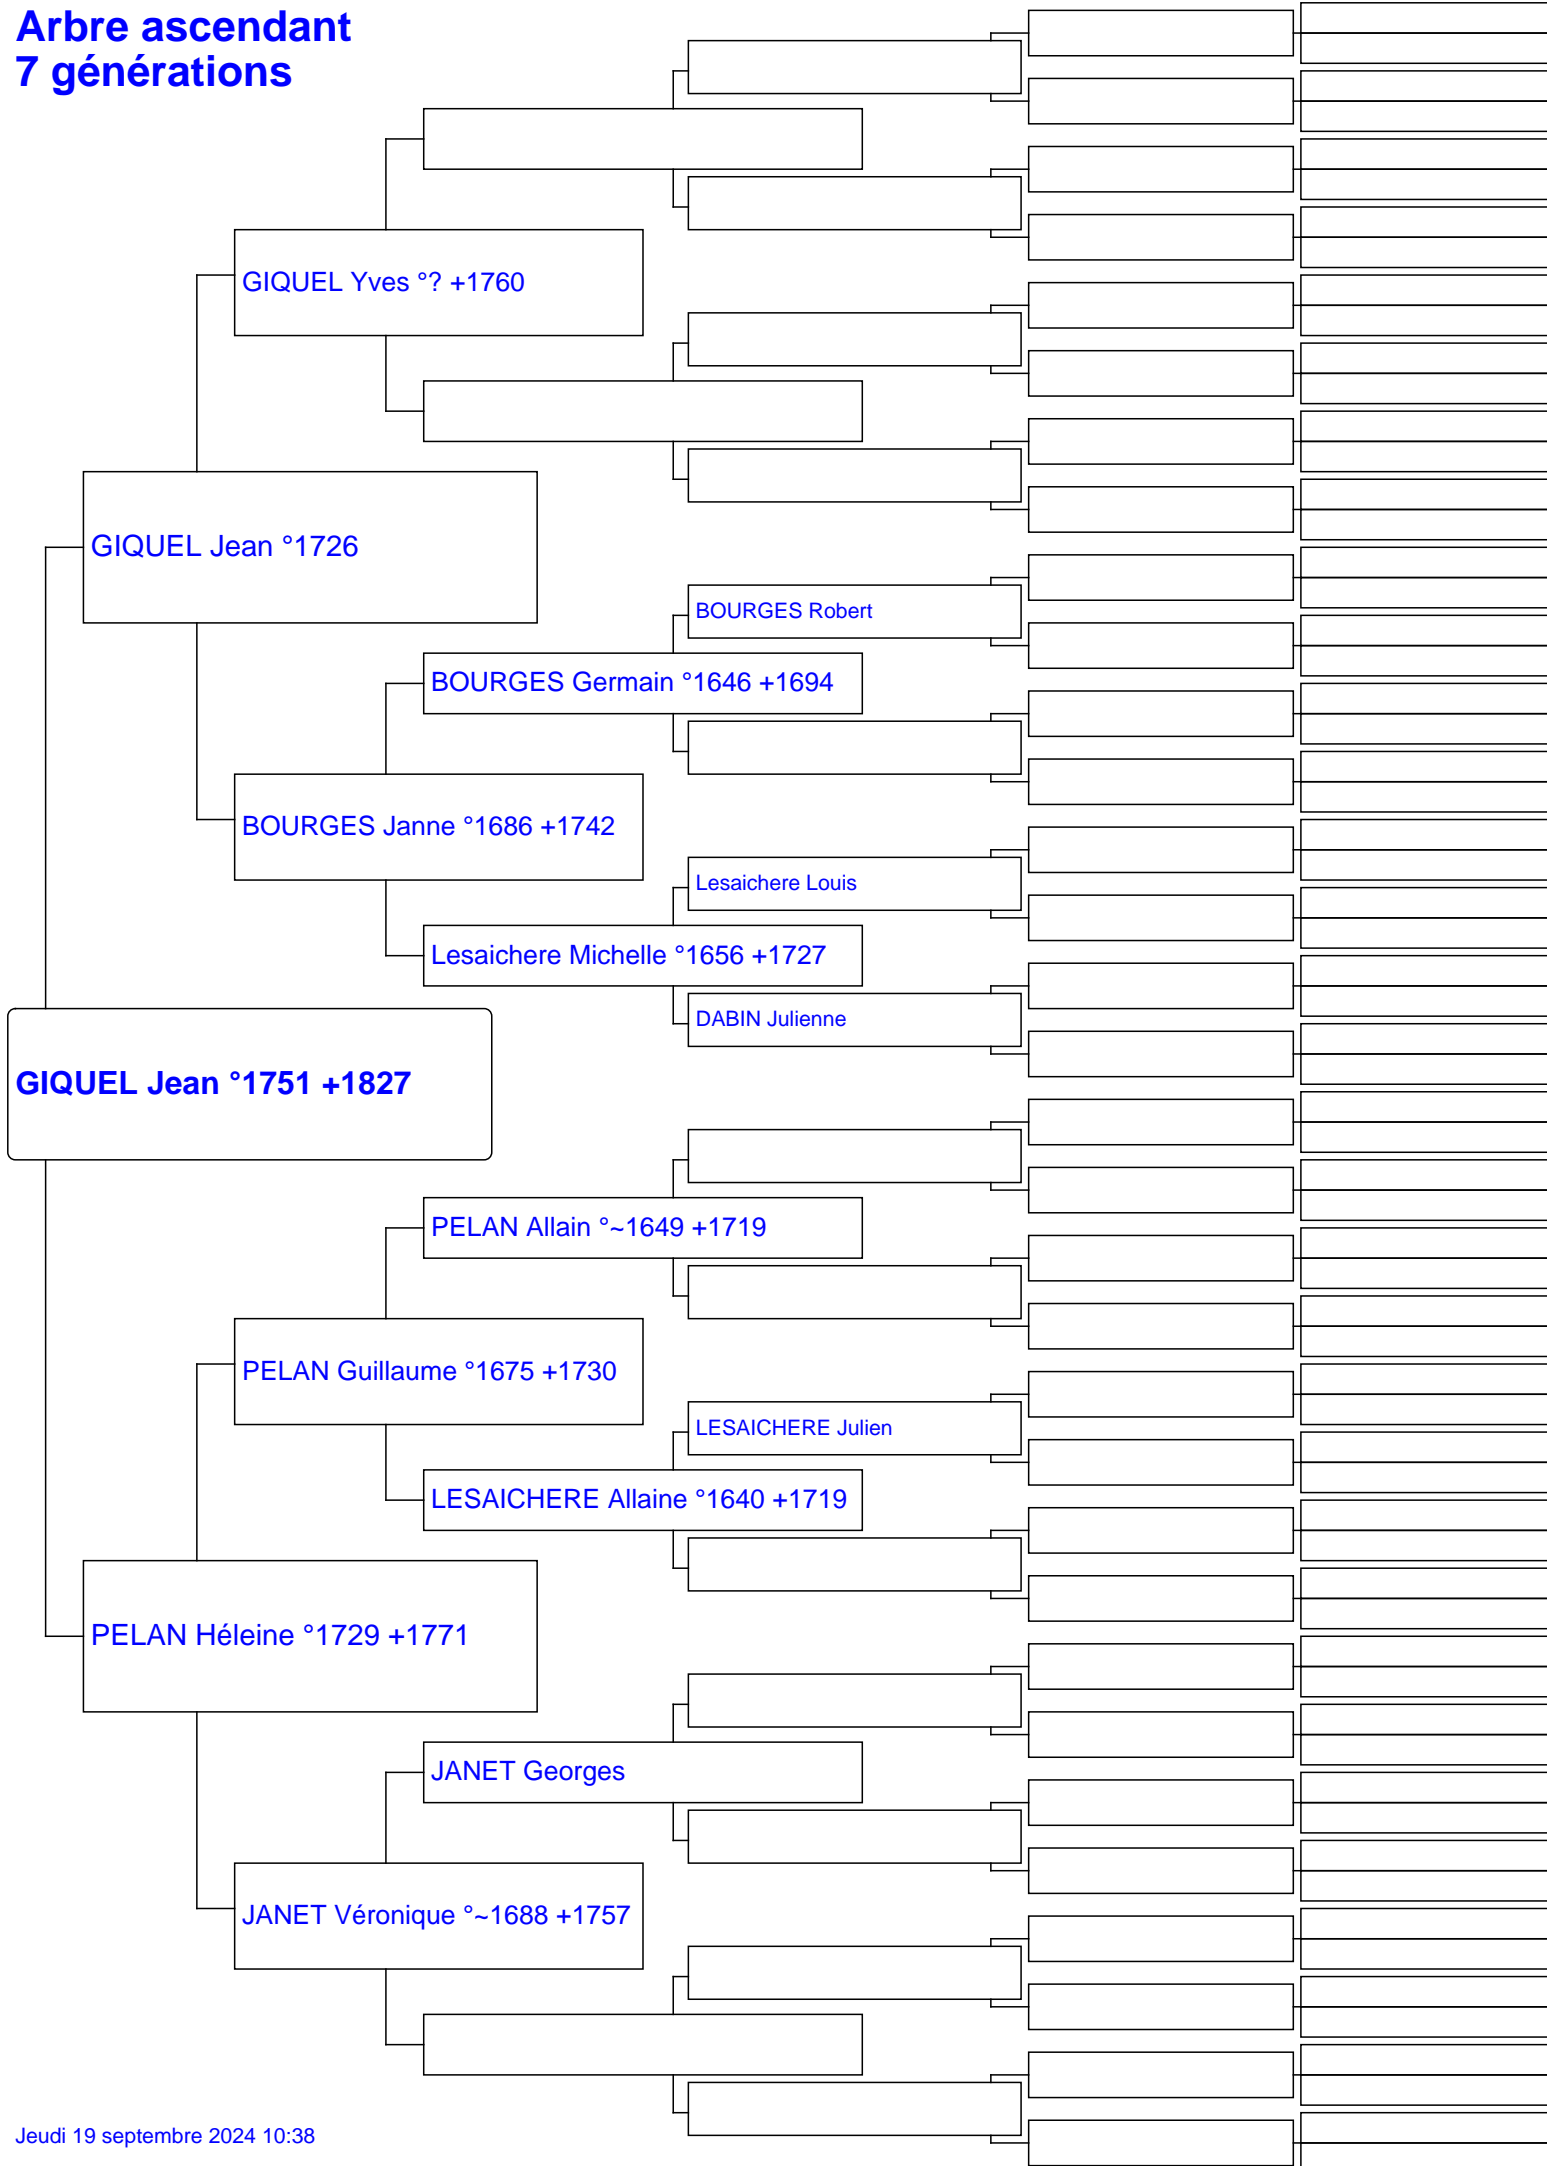 Arbre ascendant
7 générations
GIQUEL Yves °? +1760
GIQUEL Jean °1726
BOURGES Robert
BOURGES Germain °1646 +1694
BOURGES Janne °1686 +1742
Lesaichere Louis
Lesaichere Michelle °1656 +1727
DABIN Julienne
GIQUEL Jean °1751 +1827
PELAN Allain °~1649 +1719
PELAN Guillaume °1675 +1730
LESAICHERE Julien
LESAICHERE Allaine °1640 +1719
PELAN Héleine °1729 +1771
JANET Georges
JANET Véronique °~1688 +1757
Jeudi 19 septembre 2024 10:38